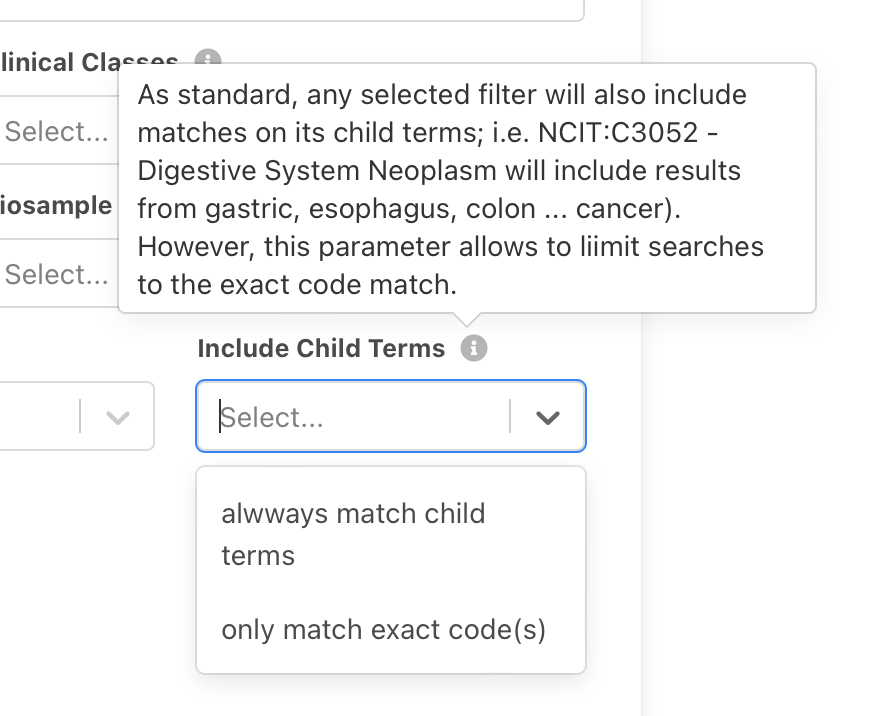 linical Classes
As standard, any selected filter will also include
matches on its child terms; i.e. NCIT:C3052 -
Digestive System Neoplasm will include results
from gastric, esophagus, colon ... cancer).
However, this parameter allows to liimit searches
to the exact code match.
Select...
iosample
Select...
Include Child Terms
Select...
alwways match child
terms
only match exact code(s)